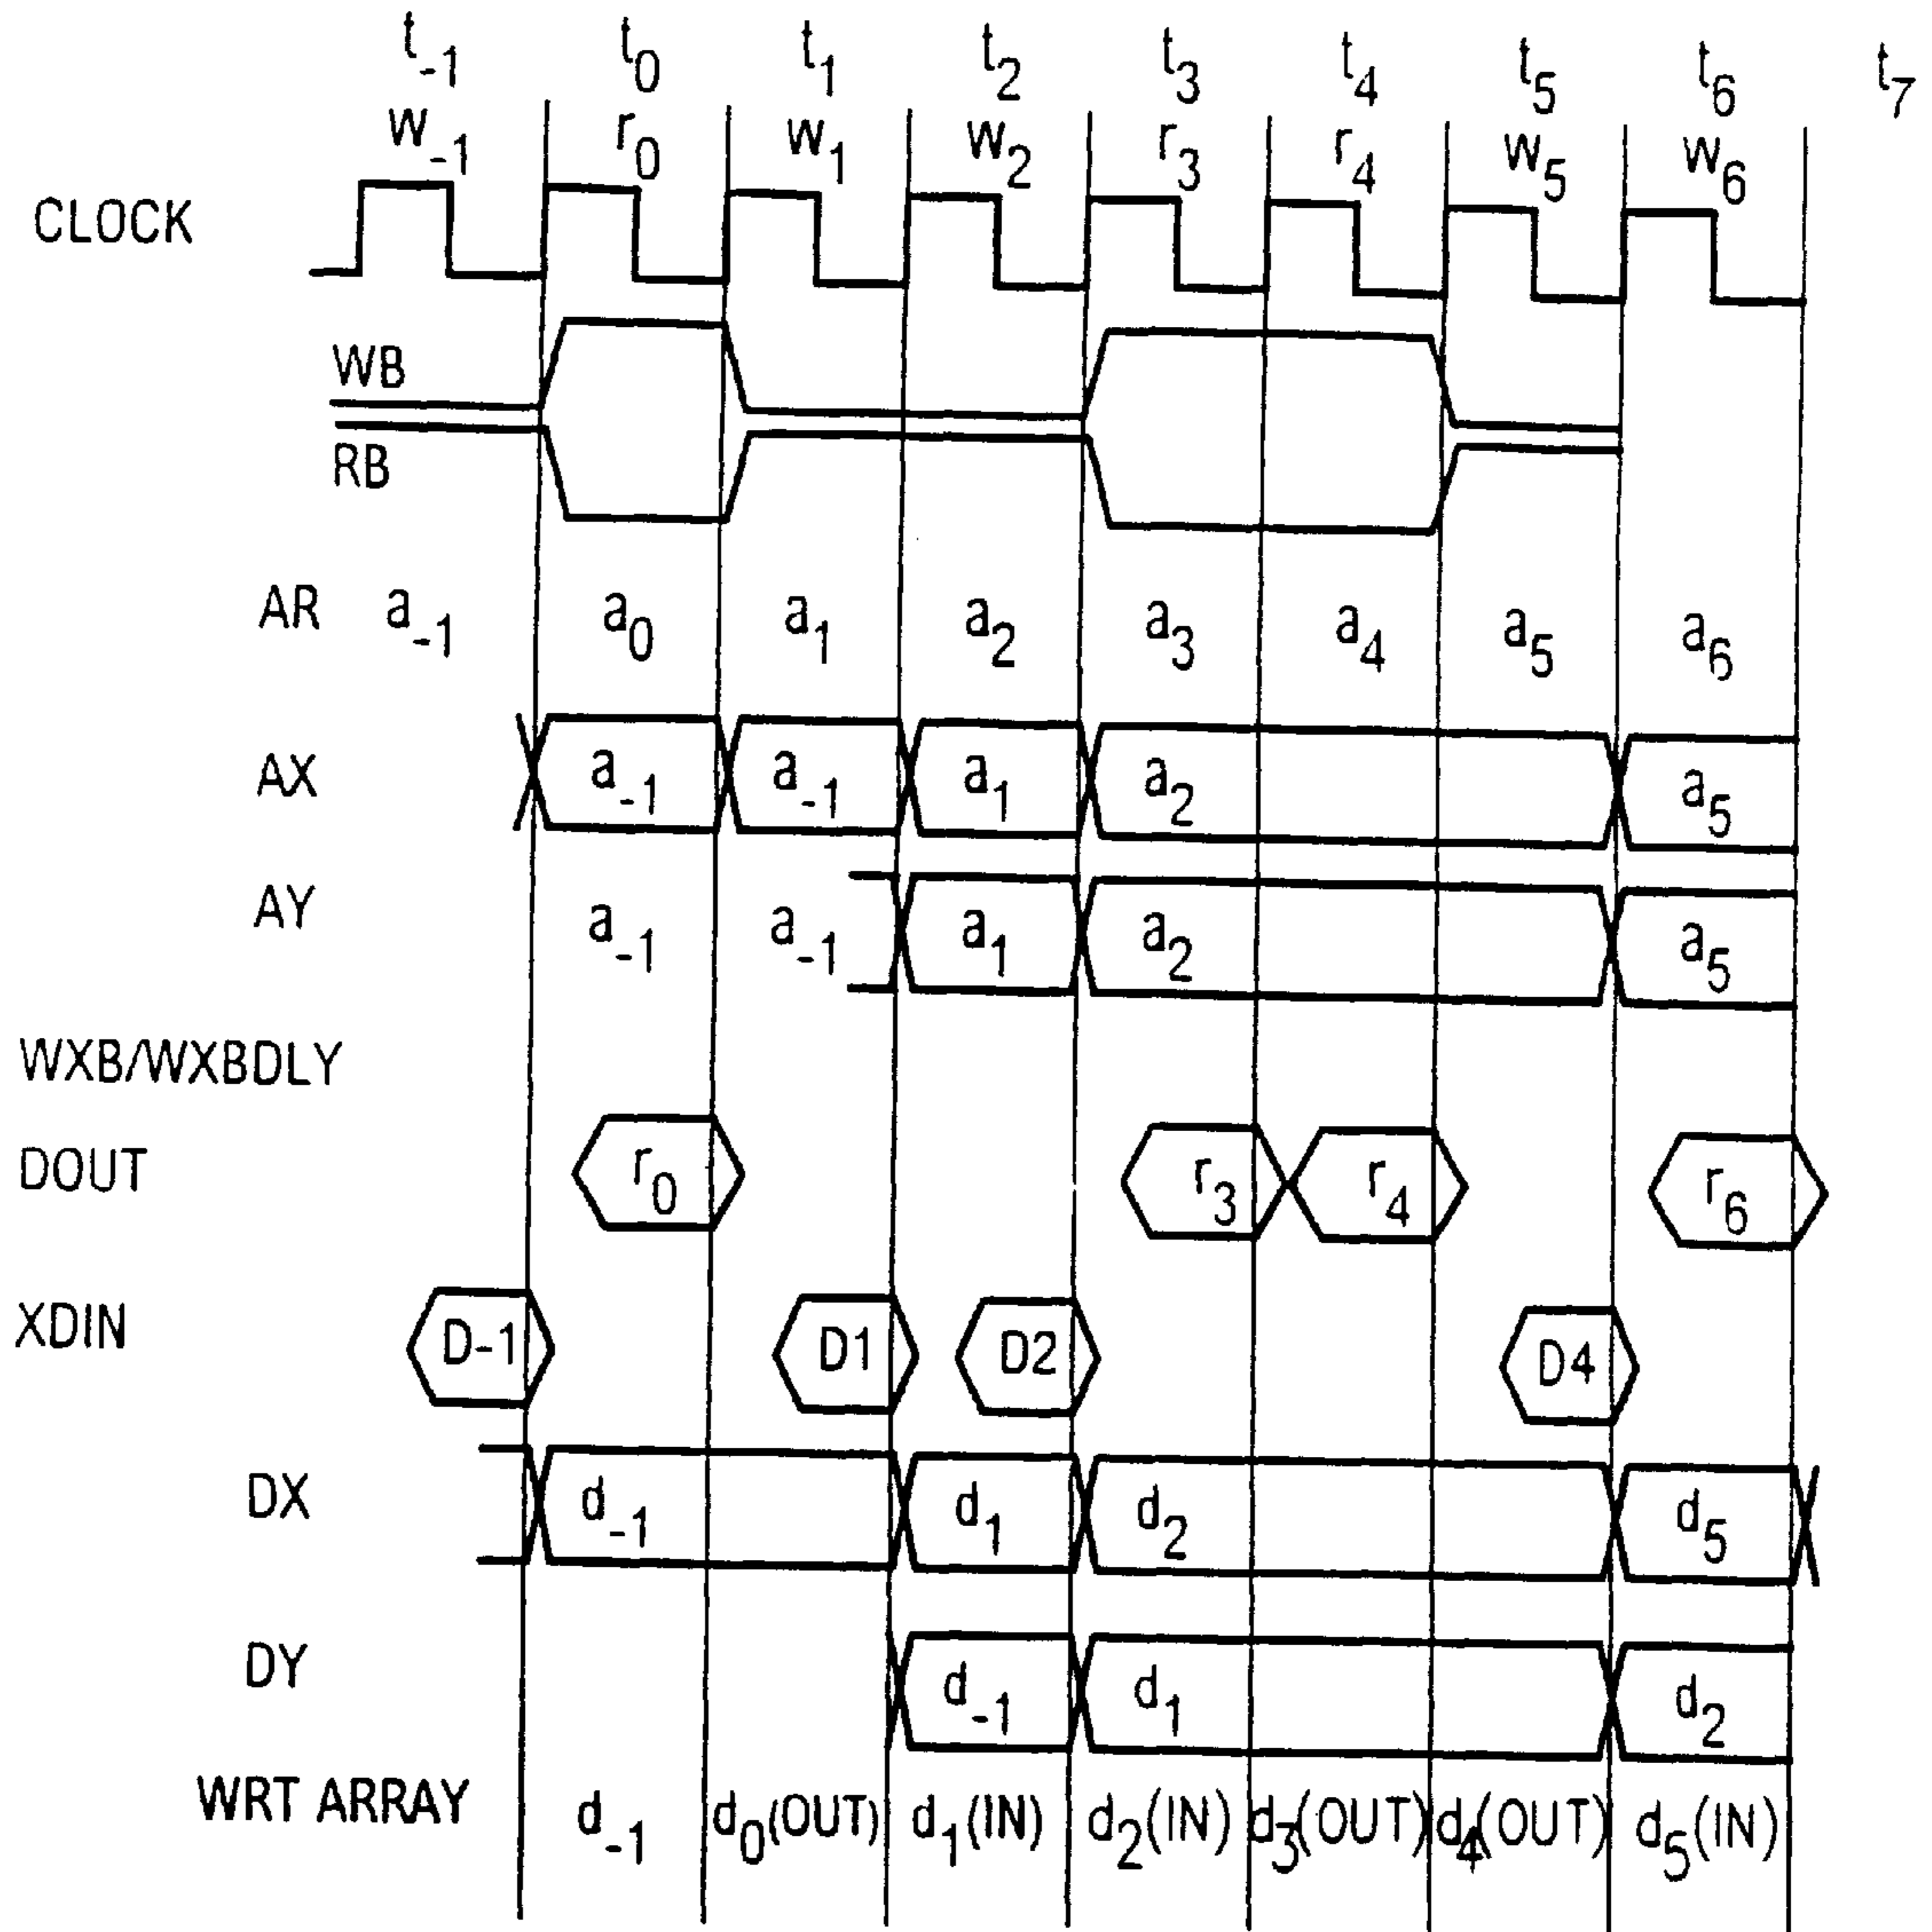 t-1 t0 t1 t2 t3 t4 t5 t6 t7
w-1 r0 w1 w2 r3 r4 w5 w6
CLOCK
WB
RB
AR a-1 a0 a1 a2 a3 a4 a5 a6
AX a-1 a-1 a1 a2 a5
AY a-1 a-1 a1 a2 a5
WXB/WXBDLY
DOUT r0 r3 r4 r6
XDIN D-1 D1 D2 D4
DX d-1 d1 d2 d5
DY d-1 d1 d2
WRT ARRAY d-1 d0(OUT) d1(IN) d2(IN) d3(OUT) d4(OUT) d5(IN)